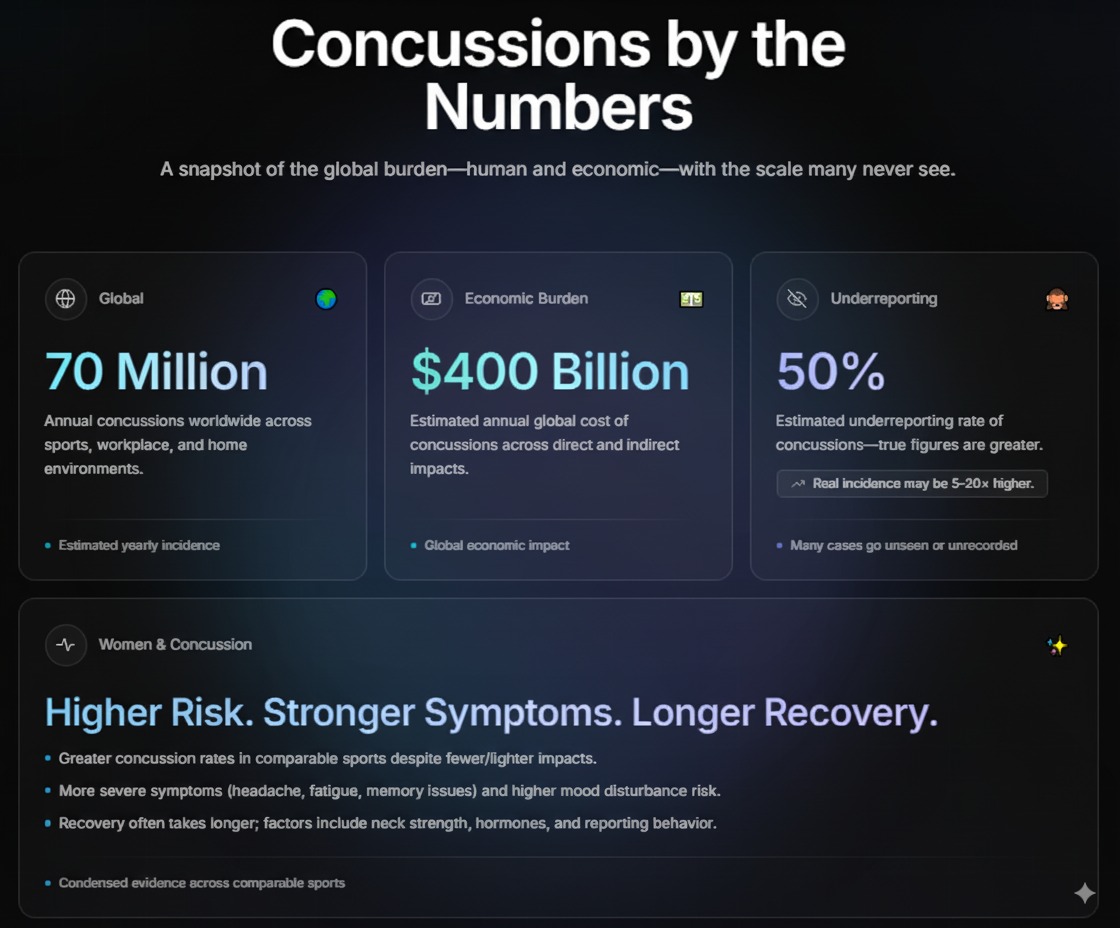 Concussions by the
Numbers
A snapshot of the global burden—human and economic—with the scale many never see.
Global
70 Million
Annual concussions worldwide across
sports, workplace, and home
environments.
Estimated yearly incidence
Economic Burden
$400 Billion
Estimated annual global cost of
concussions across direct and indirect
impacts.
Global economic impact
Underreporting
50%
Estimated underreporting rate of
concussions—true figures are greater.
Real incidence may be 5–20× higher.
Many cases go unseen or unrecorded
Women & Concussion
Higher Risk. Stronger Symptoms. Longer Recovery.
Greater concussion rates in comparable sports despite fewer/lighter impacts.
More severe symptoms (headache, fatigue, memory issues) and higher mood disturbance risk.
Recovery often takes longer; factors include neck strength, hormones, and reporting behavior.
Condensed evidence across comparable sports